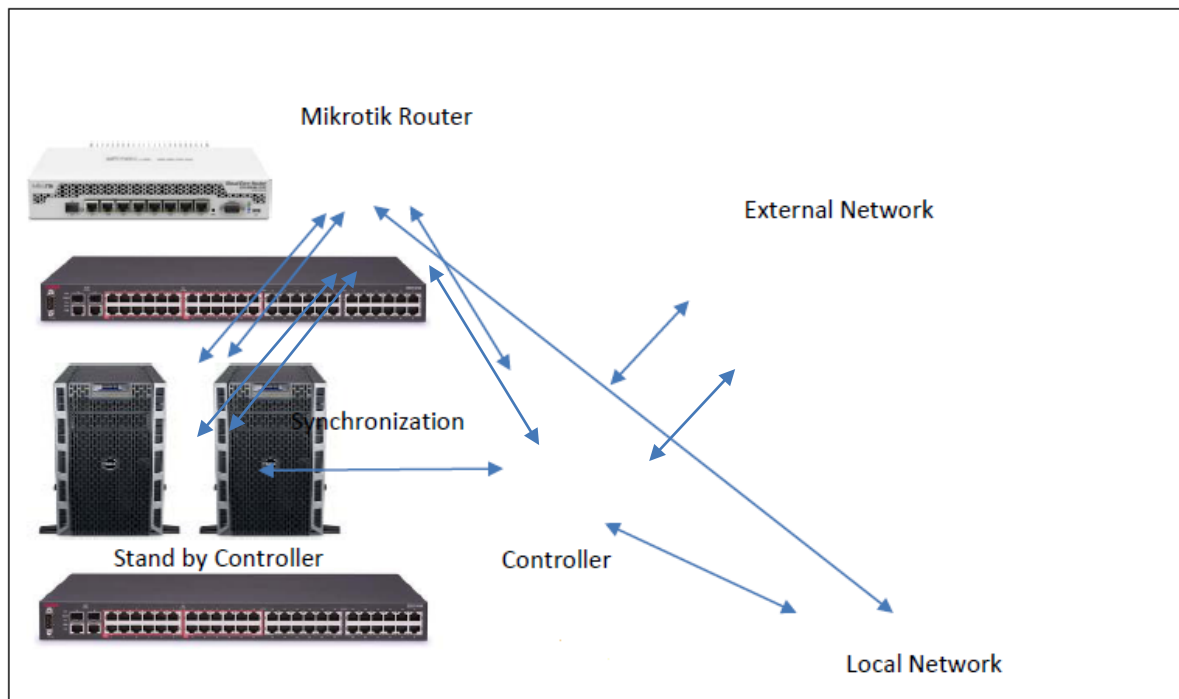 Mikrotik Router
External Network
Synchronization
Stand by Controller
Controller
Local Network